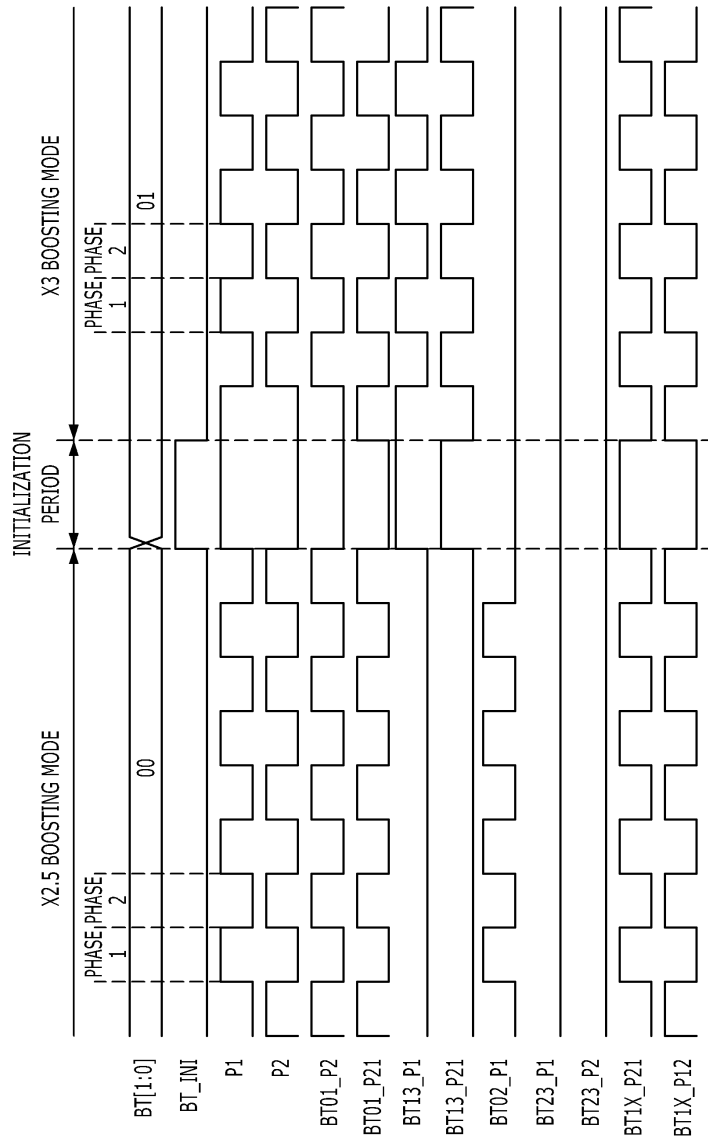 X2.5 BOOSTING MODE
INITIALIZATION
PERIOD
X3 BOOSTING MODE
PHASE PHASE
1 2
PHASE PHASE
1 2
BT[1:0]
00
01
BT_INI
P1
P2
BT01_P2
BT01_P21
BT13_P1
BT13_P21
BT02_P1
BT23_P1
BT23_P2
BT1X_P21
BT1X_P12